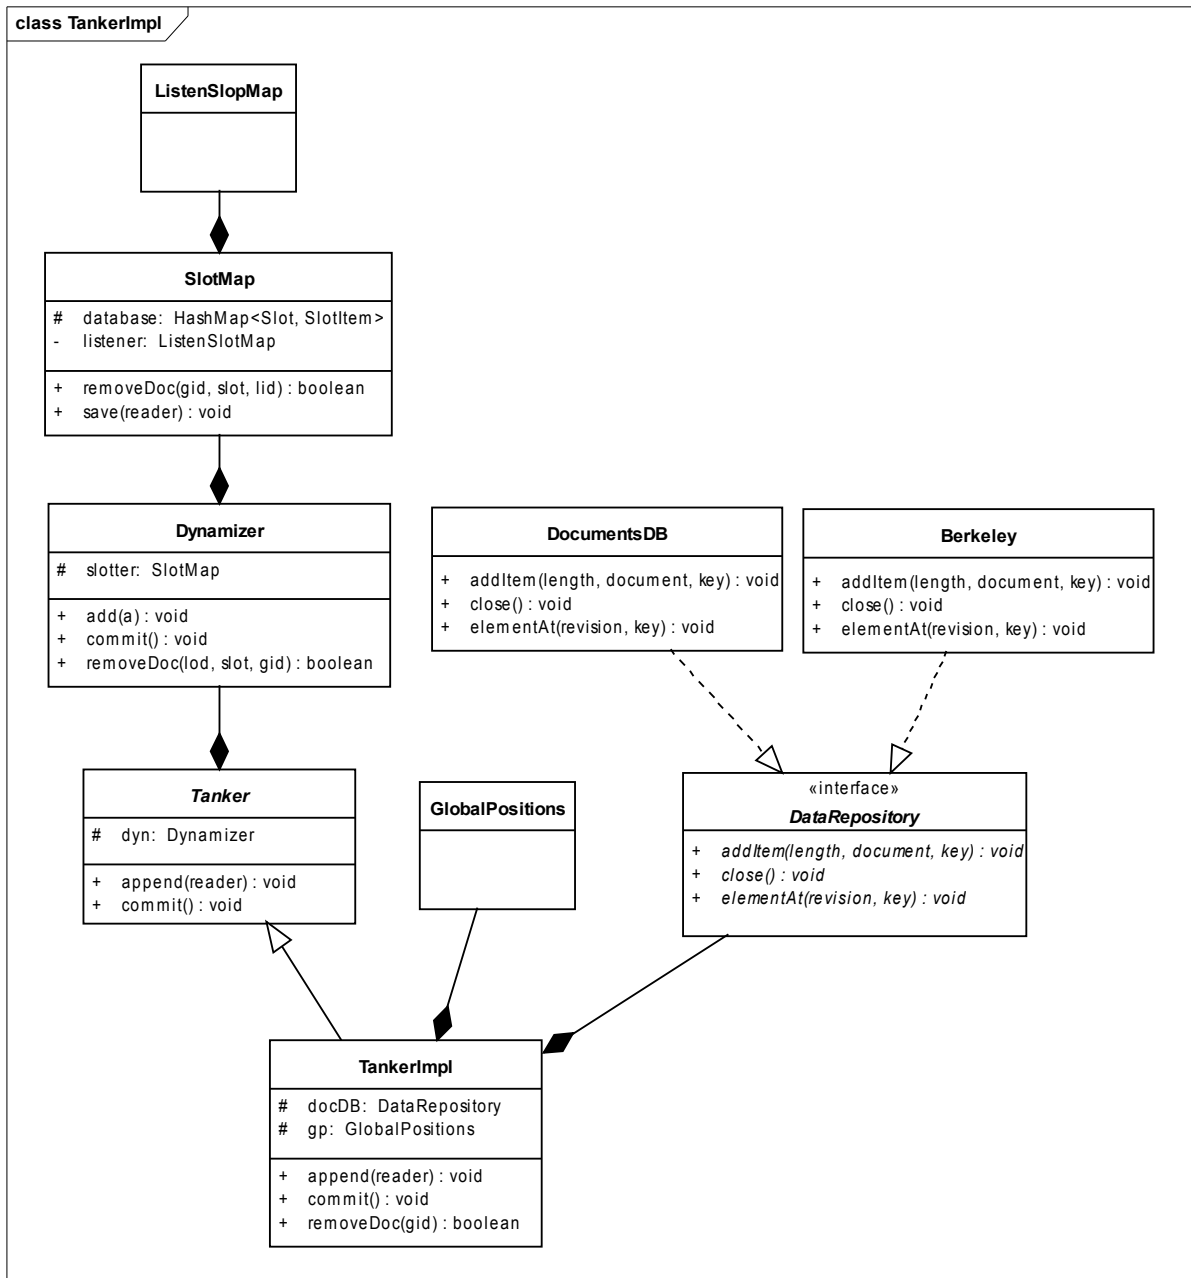 class TankerImpl
ListenSlopMap
SlotMap
# database: HashMap<Slot, SlotItem>
- listener: ListenSlotMap
+ removeDoc(gid, slot, lid) : boolean
+ save(reader) : void
Dynamizer
# slotter: SlotMap
+ add(a) : void
+ commit() : void
+ removeDoc(lod, slot, gid) : boolean
DocumentsDB
+ addItem(length, document, key) : void
+ close() : void
+ elementAt(revision, key) : void
Berkeley
+ addItem(length, document, key) : void
+ close() : void
+ elementAt(revision, key) : void
Tanker
# dyn: Dynamizer
+ append(reader) : void
+ commit() : void
GlobalPositions
«interface»
DataRepository
+ addItem(length, document, key) : void
+ close() : void
+ elementAt(revision, key) : void
TankerImpl
# docDB: DataRepository
# gp: GlobalPositions
+ append(reader) : void
+ commit() : void
+ removeDoc(gid) : boolean